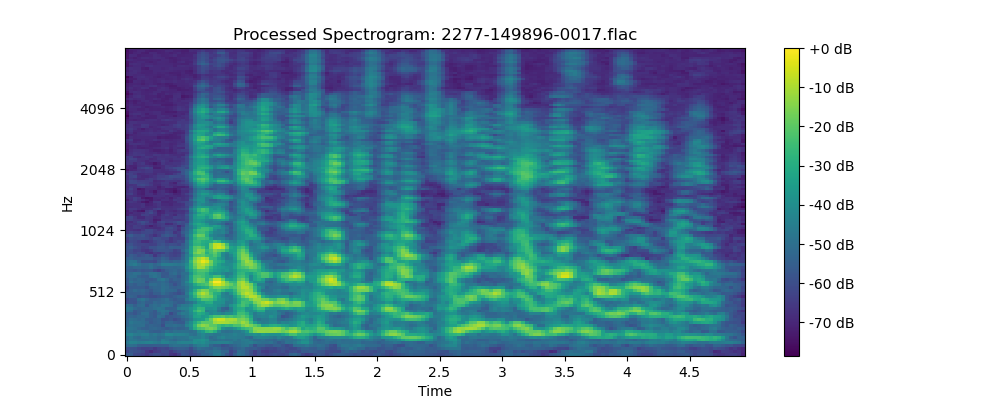 Processed Spectrogram: 2277-149896-0017.flac
+0 dB
-10 dB
-20 dB
-30 dB
-40 dB
-50 dB
-60 dB
-70 dB
Hz
4096
2048
1024
512
0
0 0.5 1 1.5 2 2.5 3 3.5 4 4.5
Time